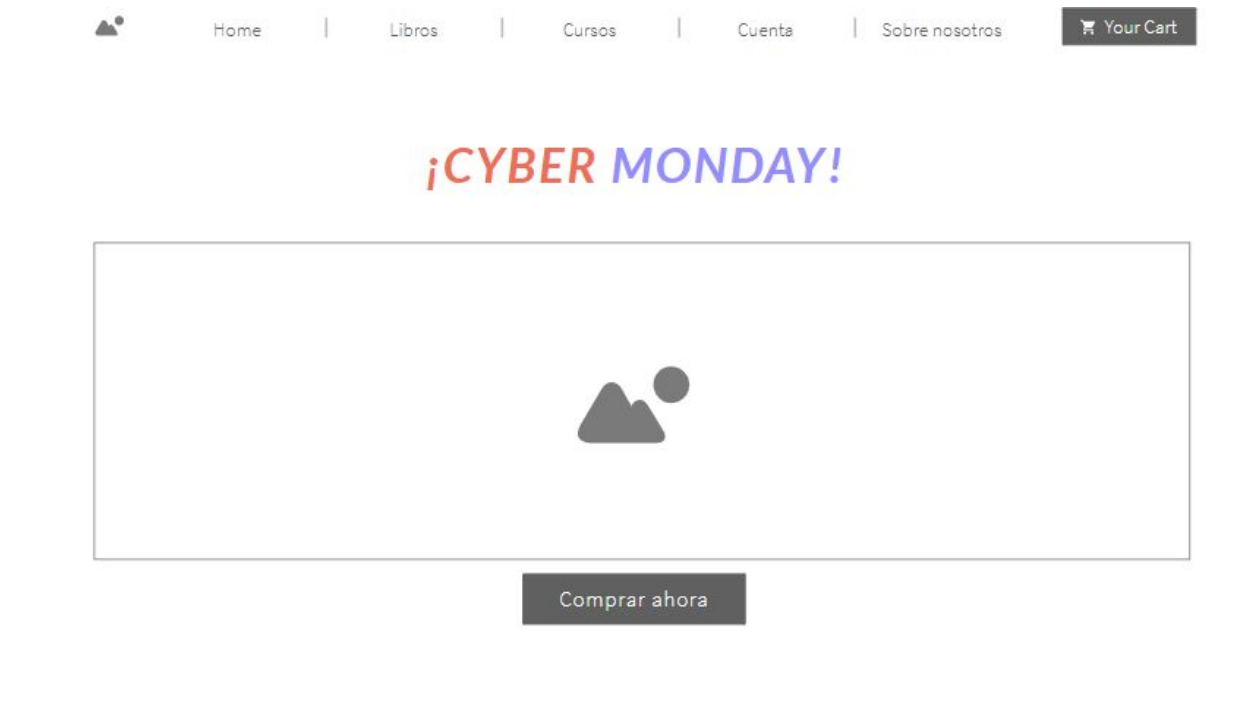 Home | Libros | Cursos | Cuenta | Sobre nosotros Your Cart
¡CYBER MONDAY!
Comprar ahora